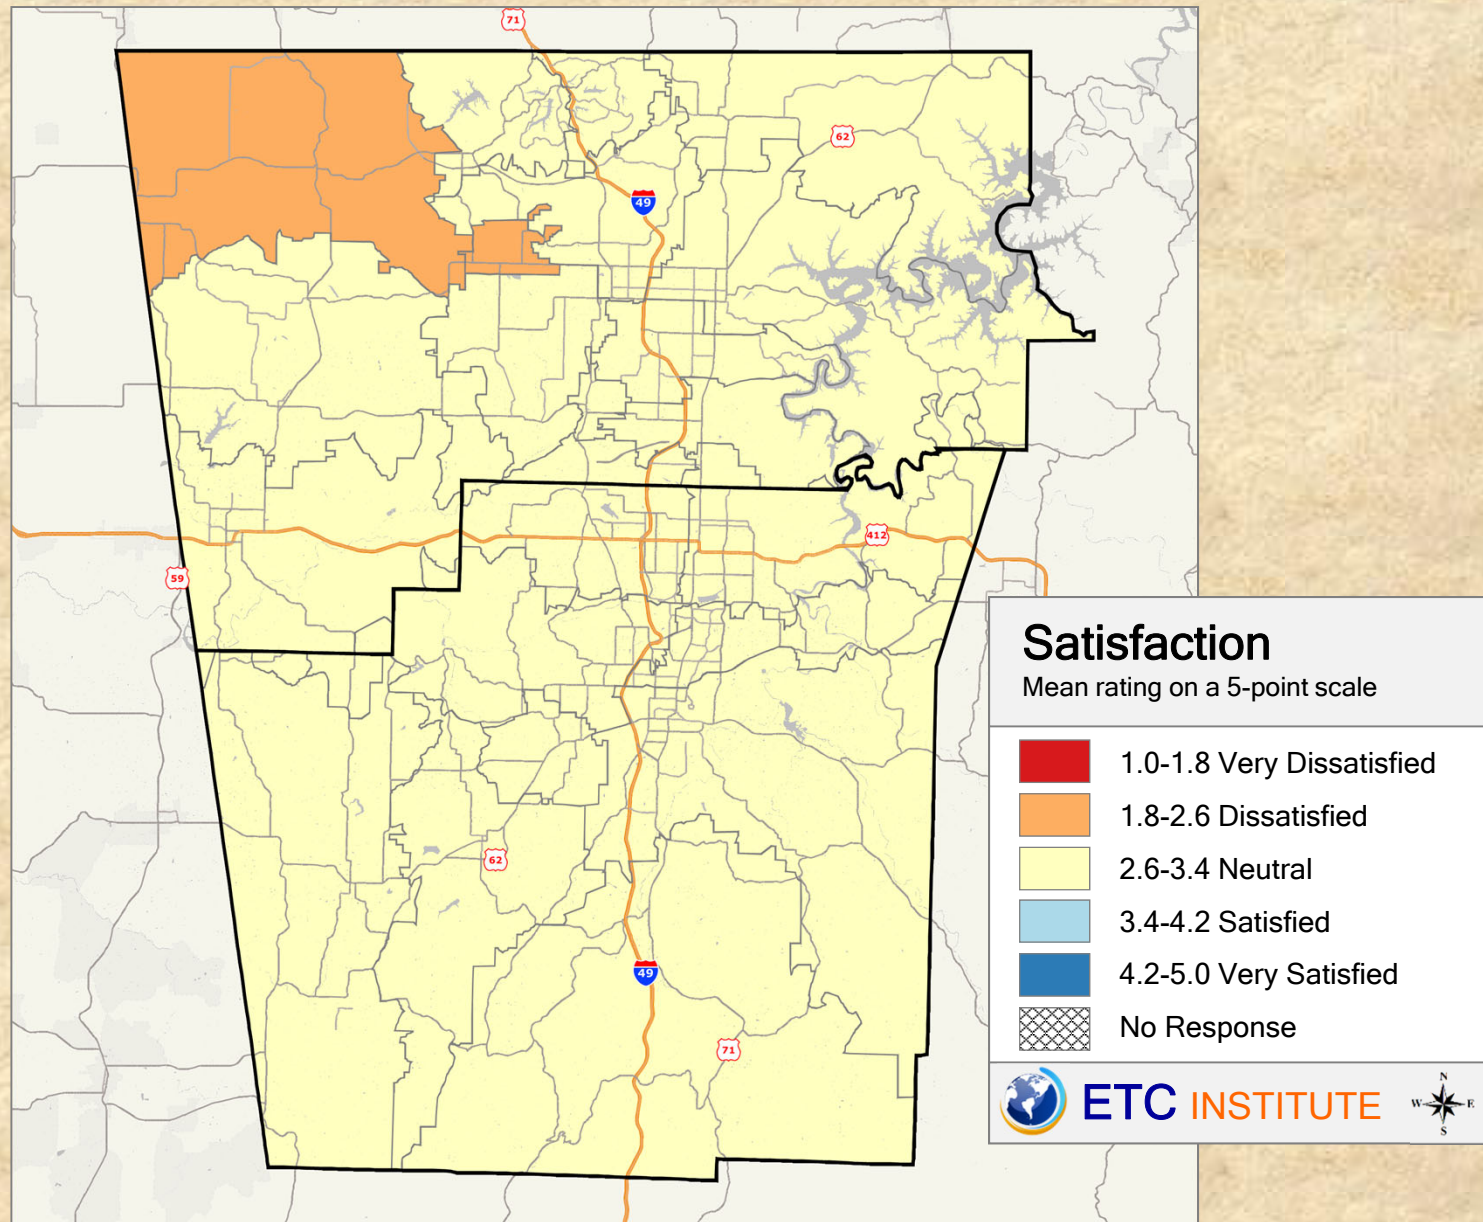 71
62
49
412
59
62
49
71
Satisfaction
Mean rating on a 5-point scale
1.0-1.8 Very Dissatisfied
1.8-2.6 Dissatisfied
2.6-3.4 Neutral
3.4-4.2 Satisfied
4.2-5.0 Very Satisfied
No Response
ETC INSTITUTE
N
W E
S